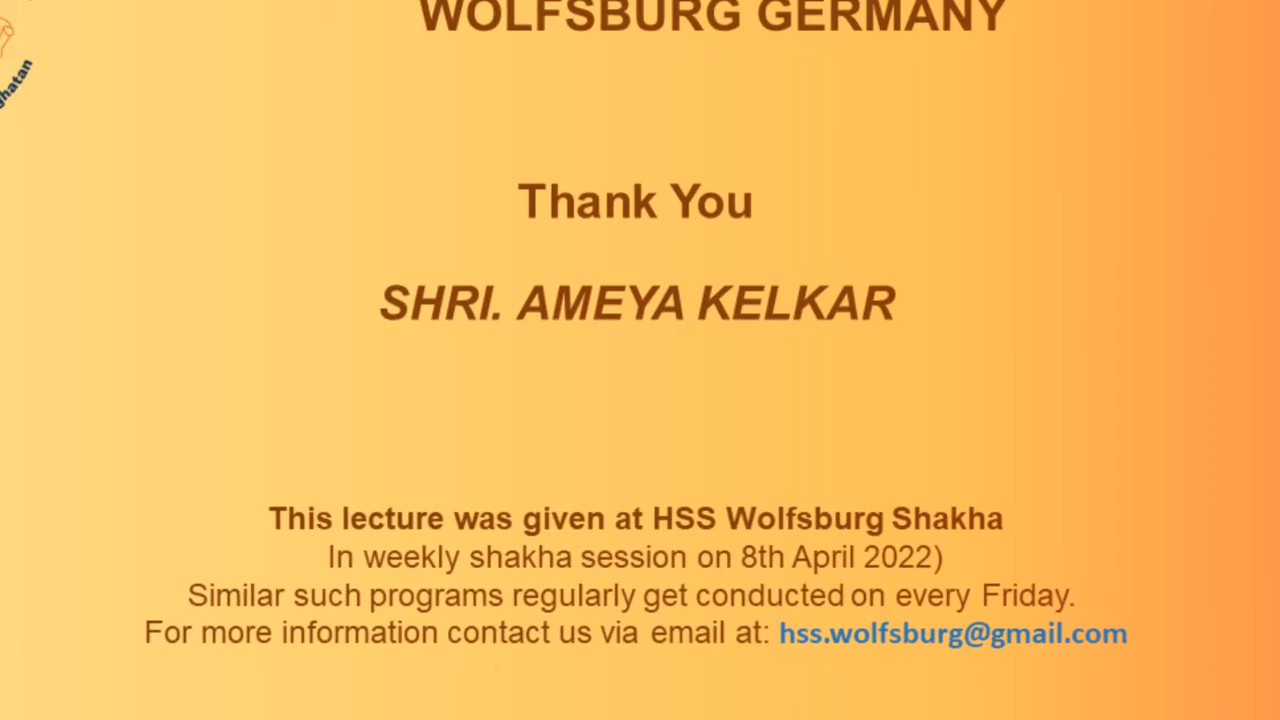 WOLFSBURG GERMANY
ghatan
Thank You
SHRI. AMEYA KELKAR
This lecture was given at HSS Wolfsburg Shakha
In weekly shakha session on 8th April 2022)
Similar such programs regularly get conducted on every Friday.
For more information contact us via email at: hss.wolfsburg@gmail.com